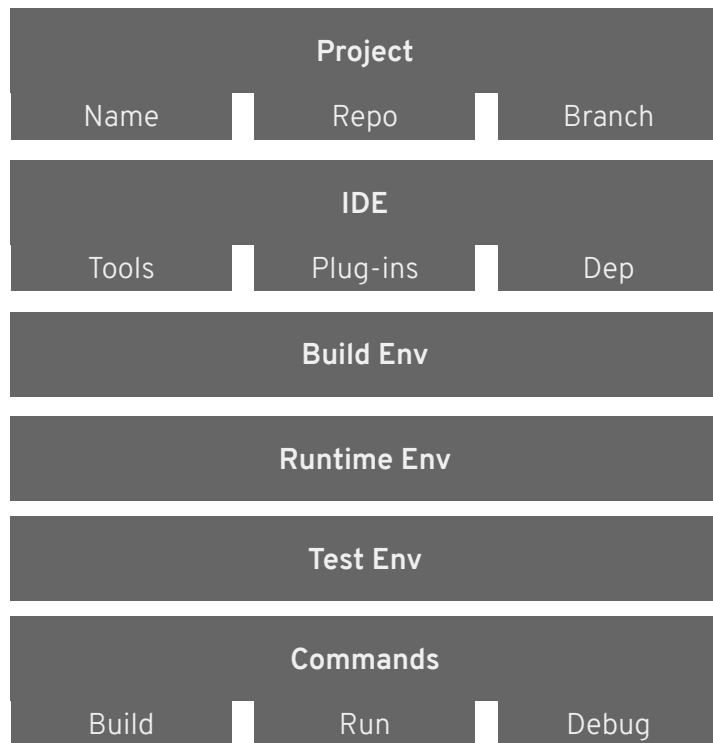 Project
Name Repo Branch
IDE
Tools Plug-ins Dep
Build Env
Runtime Env
Test Env
Commands
Build Run Debug